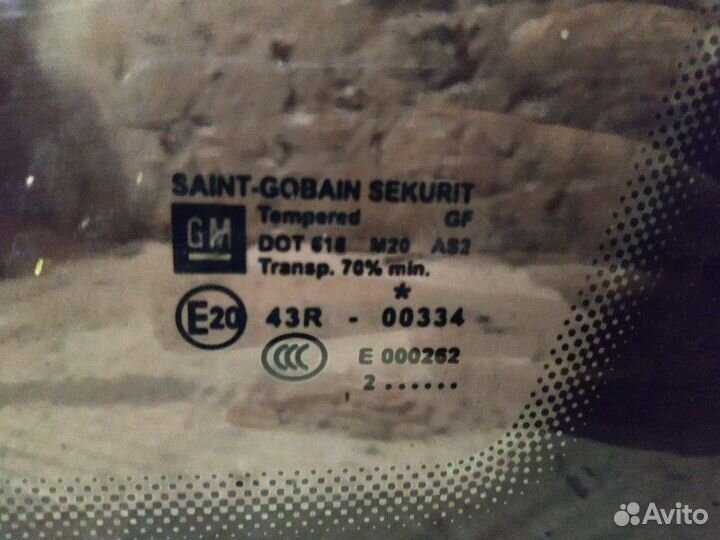 SAINT-GOBAIN SEKURIT
GM
Tempered GF
DOT 618 M20 AS2
Transp. 70% min.
*
E20 43R - 00334
CCC E 000262
2 ......
Avito